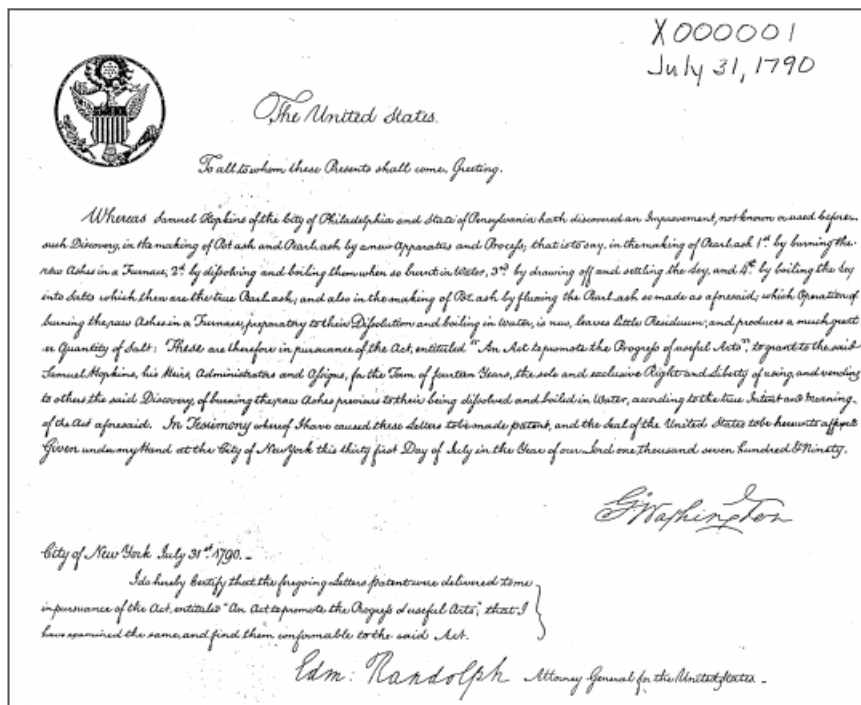 X000001
July 31, 1790
The United States.
To all to whom these Presents shall come, Greeting.
Whereas Samuel Hopkins of the City of Philadelphia and State of Pensylvania hath discovered an Improvement, not known or used before
such Discovery, in the making of Pot ash and Pearl ash by a new Apparatus and Process; that is to say, in the making of Pearl ash 1st by burning the
raw Ashes in a Furnace, 2d by dissolving and boiling them when so burnt in Water, 3rd by drawing off and settling the Ley, and 4th by boiling the Ley
into Salts which then are the true Pearl ash; and also in the making of Pot ash by fluxing the Pearl ash so made as aforesaid; which Operation of
burning the raw Ashes in a Furnace, preparatory to their Dissolution and boiling in Water, is new, leaves little Residuum; and produces a much great
er Quantity of Salt: These are therefore in pursuance of the Act, entituled "An Act to promote the Progress of useful Arts", to grant to the said
Samuel Hopkins, his Heirs, Administrators and Assigns, for the Term of fourteen Years, the sole and exclusive Right and Liberty of using, and vending
to others the said Discovery, of burning the raw Ashes previous to their being dissolved and boiled in Water, according to the true Intent and Meaning
of the Act aforesaid. In Testimony whereof I have caused these Letters to be made patent, and the Seal of the United States to be hereunto affixed
Given under my Hand at the City of New York this thirty first Day of July in the Year of our Lord one thousand seven hundred & Ninety.
G Washington
City of New York July 31st 1790. –
I do hereby Certify that the foregoing Letters patent were delivered to me
in pursuance of the Act, entituled "An Act to promote the Progress of useful Arts"; that I
have examined the same, and find them conformable to the said Act.
Edm: Randolph Attorney General for the United States. –